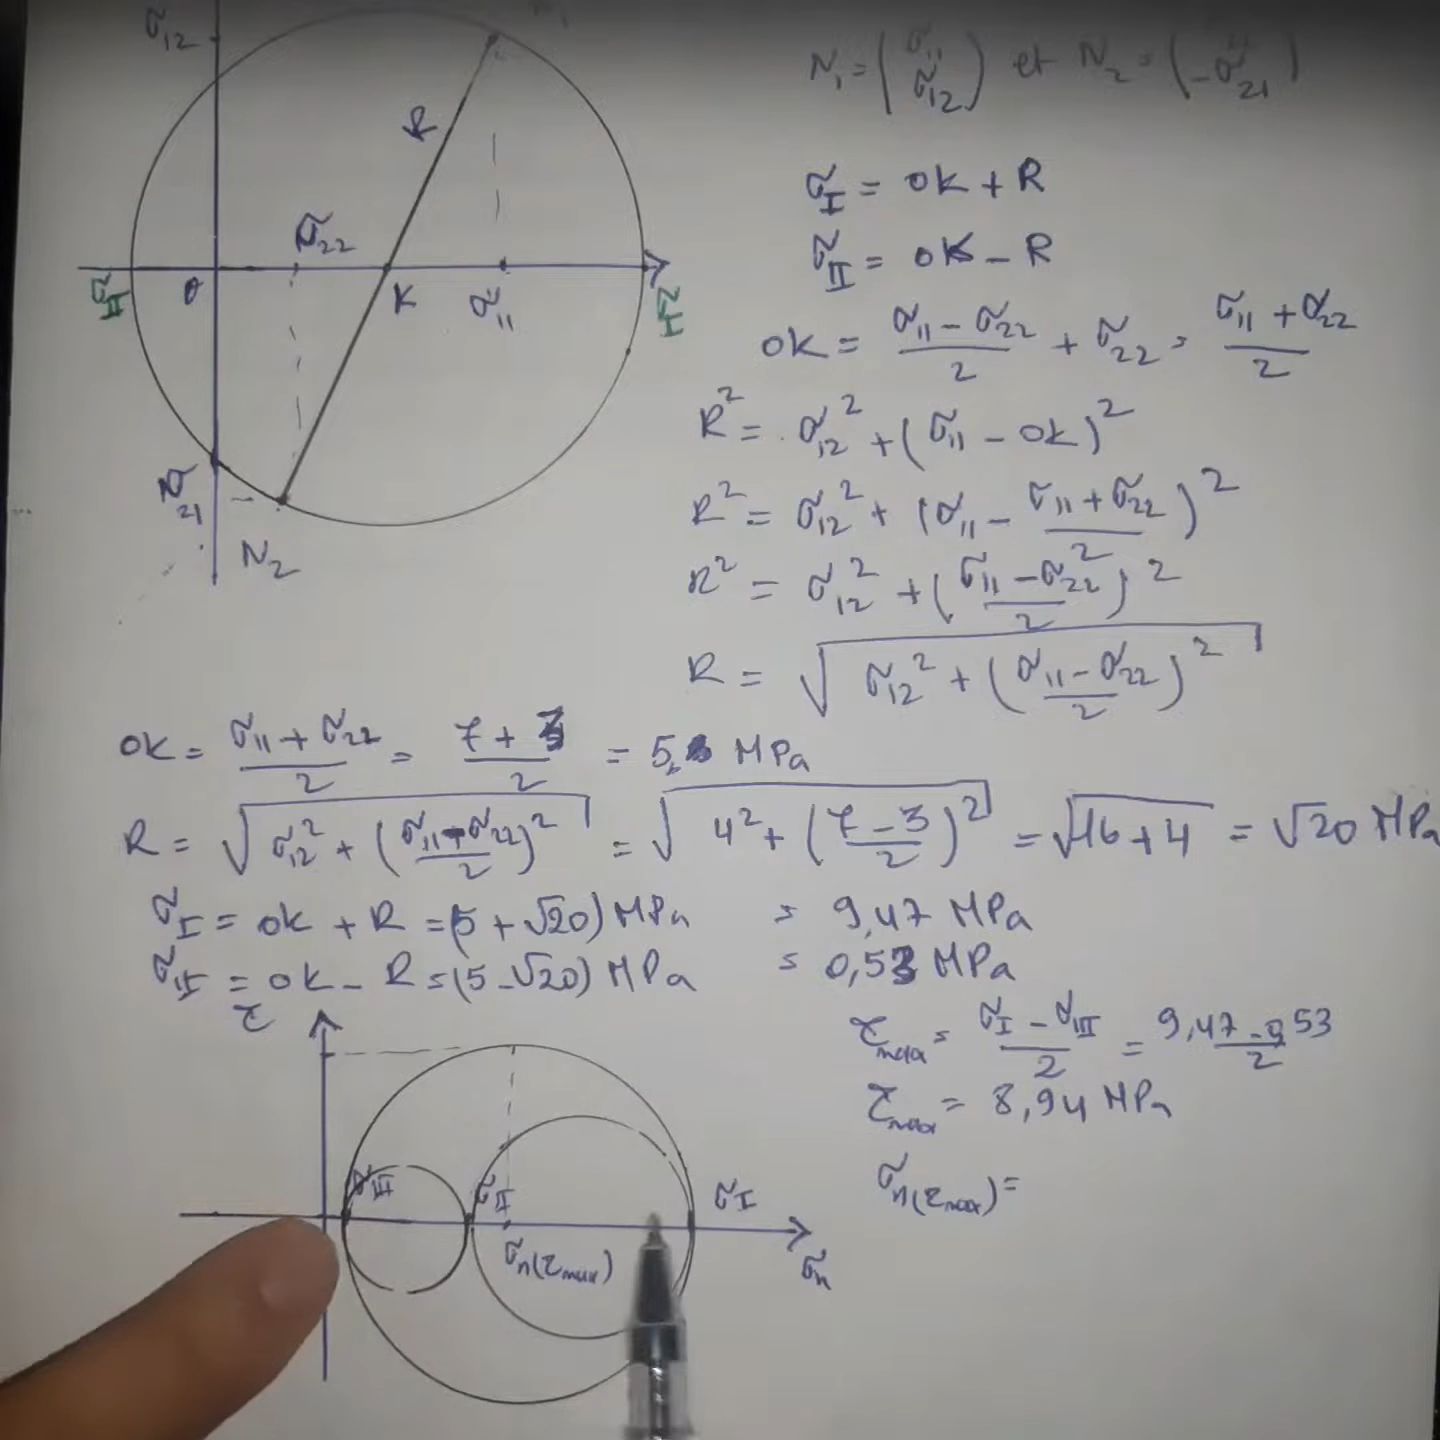 σ12
N1 = (σ11 σ12) et N2 = ( -σ21)
R
σI = OK + R
σ22
σII = OK - R
σII O K σ11 σI
OK = (σ11 - σ22)/2 + σ22 = (σ11 + σ22)/2
R² = σ12² + (σ11 - OK)²
σ21
R² = σ12² + (σ11 - (σ11 + σ22)/2)²
N2
R² = σ12² + ((σ11 - σ22)/2)²
R = √(σ12² + ((σ11 - σ22)/2)²)
OK = (σ11 + σ22)/2 = (7 + 3)/2 = 5 MPa
R = √(σ12² + ((σ11 - σ22)/2)²) = √(4² + ((7 - 3)/2)²) = √(16 + 4) = √20 MPa
σI = OK + R = (5 + √20) MPa = 9,47 MPa
σII = OK - R = (5 - √20) MPa = 0,53 MPa
τ
τmax = (σI - σIII)/2 = (9,47 - 0,53)/2
τmax = 8,94 MPa
σIII σII σI
σn(τmax) =
σn(τmax) σn